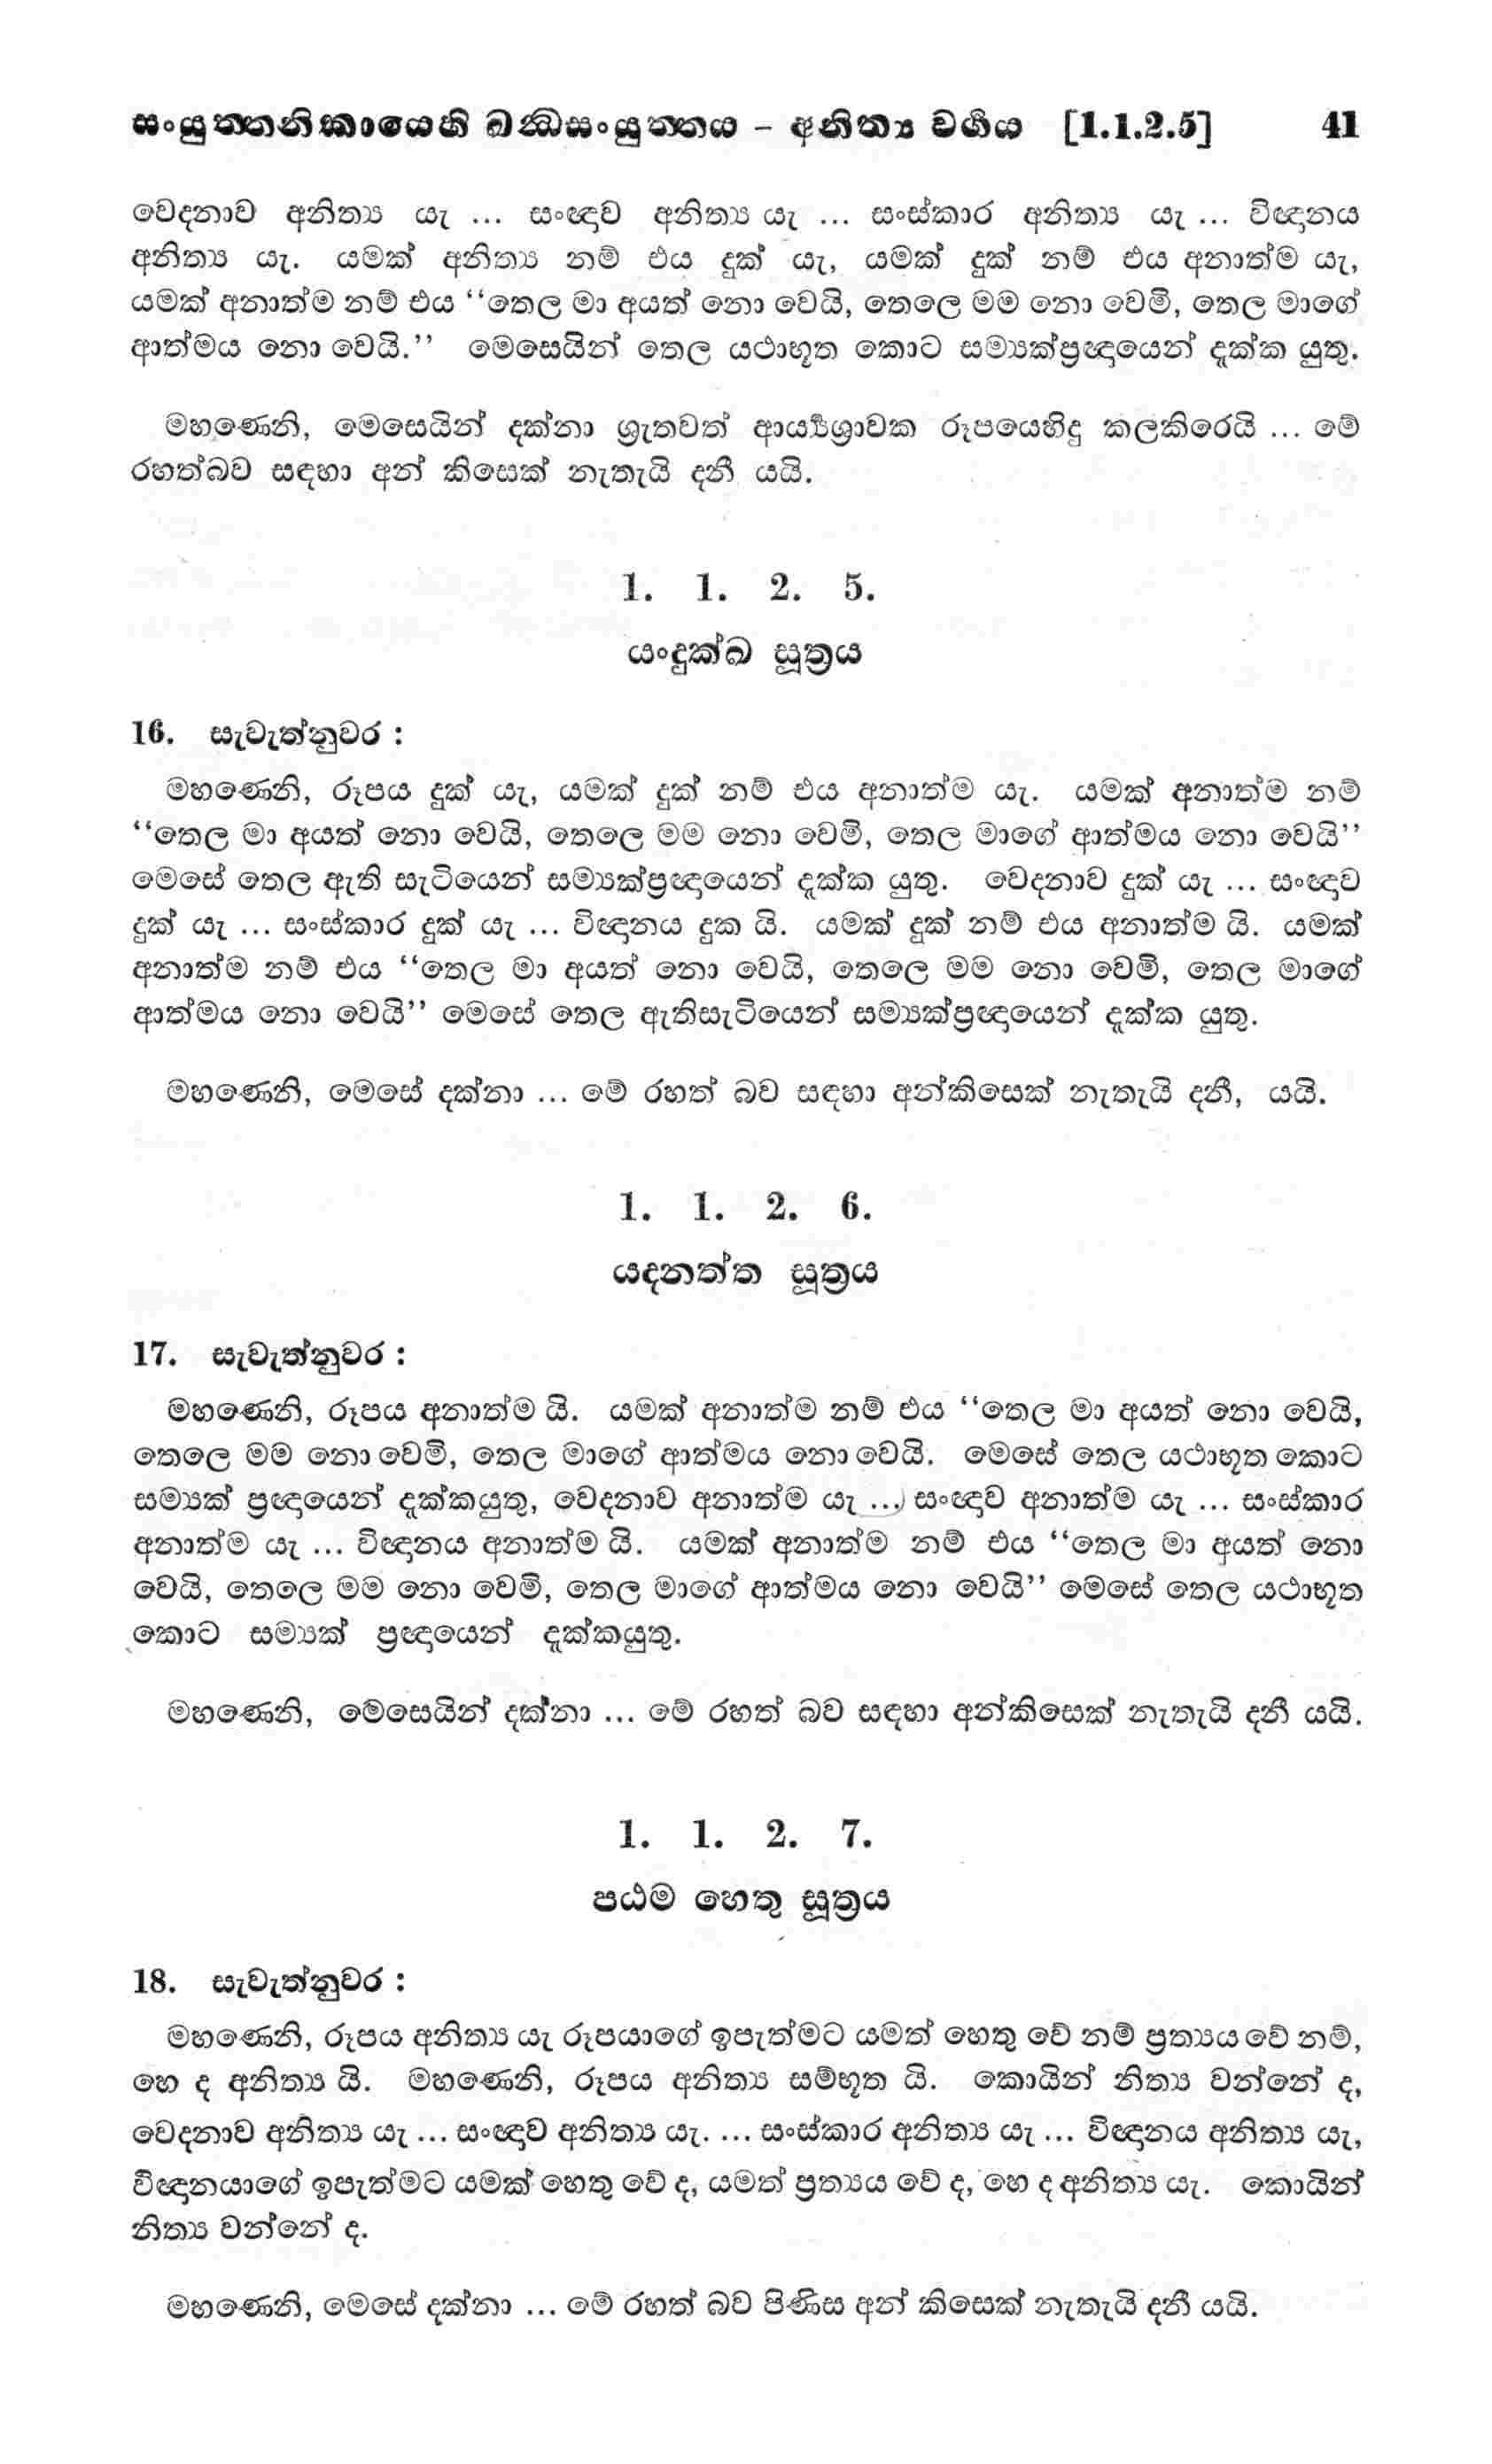 සංයුත්තනිකායෙහි ඛන්ධසංයුත්තය - අනිත්‍ය වර්‍ගය [1.1.2.5] 41
වෙදනාව අනිත්‍ය යැ ... සංඥාව අනිත්‍ය යැ ... සංස්කාර අනිත්‍ය යැ ... විඥානය
අනිත්‍ය යැ. යමක් අනිත්‍ය නම් එය දුක් යැ, යමක් දුක් නම් එය අනාත්ම යැ,
යමක් අනාත්ම නම් එය “තෙල මා අයත් නො වෙයි, තෙලෙ මම නො වෙමි, තෙල මාගේ
ආත්මය නො වෙයි.” මෙසෙයින් තෙල යථාභූත කොට සම්‍යක්ප්‍රඥායෙන් දැක්ක යුතු.
මහණෙනි, මෙසෙයින් දක්නා ශ්‍රැතවත් ආර්‍ය්‍යශ්‍රාවක රූපයෙහිදු කලකිරෙයි ... මේ
රහත්බව සඳහා අන් කිසෙක් නැතැයි දනී යයි.
1. 1. 2. 5.
යංදුක්ඛ සූත්‍රය
16. සැවැත්නුවර :
මහණෙනි, රූපය දුක් යැ, යමක් දුක් නම් එය අනාත්ම යැ. යමක් අනාත්ම නම්
“තෙල මා අයත් නො වෙයි, තෙලෙ මම නො වෙමි, තෙල මාගේ ආත්මය නො වෙයි”
මෙසේ තෙල ඇති සැටියෙන් සම්‍යක්ප්‍රඥායෙන් දැක්ක යුතු. වෙදනාව දුක් යැ ... සංඥාව
දුක් යැ ... සංස්කාර දුක් යැ ... විඥානය දුක යි. යමක් දුක් නම් එය අනාත්ම යි. යමක්
අනාත්ම නම් එය “තෙල මා අයත් නො වෙයි, තෙලෙ මම නො වෙමි, තෙල මාගේ
ආත්මය නො වෙයි” මෙසේ තෙල ඇතිසැටියෙන් සම්‍යක්ප්‍රඥායෙන් දැක්ක යුතු.
මහණෙනි, මෙසේ දක්නා ... මේ රහත් බව සඳහා අන්කිසෙක් නැතැයි දනී, යයි.
1. 1. 2. 6.
යදනත්ත සූත්‍රය
17. සැවැත්නුවර :
මහණෙනි, රූපය අනාත්ම යි. යමක් අනාත්ම නම් එය “තෙල මා අයත් නො වෙයි,
තෙලෙ මම නො වෙමි, තෙල මාගේ ආත්මය නො වෙයි. මෙසේ තෙල යථාභූත කොට
සම්‍යක් ප්‍රඥායෙන් දැක්කයුතු, වෙදනාව අනාත්ම යැ ... සංඥාව අනාත්ම යැ ... සංස්කාර
අනාත්ම යැ ... විඥානය අනාත්ම යි. යමක් අනාත්ම නම් එය “තෙල මා අයත් නො
වෙයි, තෙලෙ මම නො වෙමි, තෙල මාගේ ආත්මය නො වෙයි” මෙසේ තෙල යථාභූත
කොට සම්‍යක් ප්‍රඥායෙන් දැක්කයුතු.
මහණෙනි, මෙසෙයින් දක්නා ... මේ රහත් බව සඳහා අන්කිසෙක් නැතැයි දනී යයි.
1. 1. 2. 7.
පඨම හෙතු සූත්‍රය
18. සැවැත්නුවර :
මහණෙනි, රූපය අනිත්‍ය යැ රූපයාගේ ඉපැත්මට යමත් හෙතු වේ නම් ප්‍රත්‍යය වේ නම්,
හෙ ද අනිත්‍ය යි. මහණෙනි, රූපය අනිත්‍ය සම්භූත යි. කොයින් නිත්‍ය වන්නේ ද,
වෙදනාව අනිත්‍ය යැ ... සංඥාව අනිත්‍ය යැ. ... සංස්කාර අනිත්‍ය යැ ... විඥානය අනිත්‍ය යැ,
විඥානයාගේ ඉපැත්මට යමක් හෙතු වේ ද, යමත් ප්‍රත්‍යය වේ ද, හෙ ද අනිත්‍ය යැ. කොයින්
නිත්‍ය වන්නේ ද.
මහණෙනි, මෙසේ දක්නා ... මේ රහත් බව පිණිස අන් කිසෙක් නැතැයි දනී යයි.